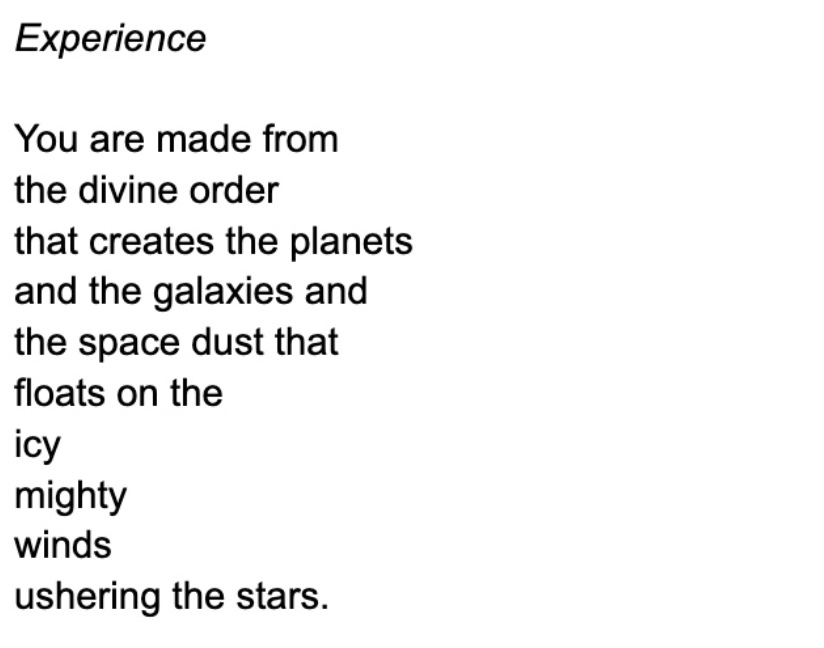 Experience
You are made from
the divine order
that creates the planets
and the galaxies and
the space dust that
floats on the
icy
mighty
winds
ushering the stars.